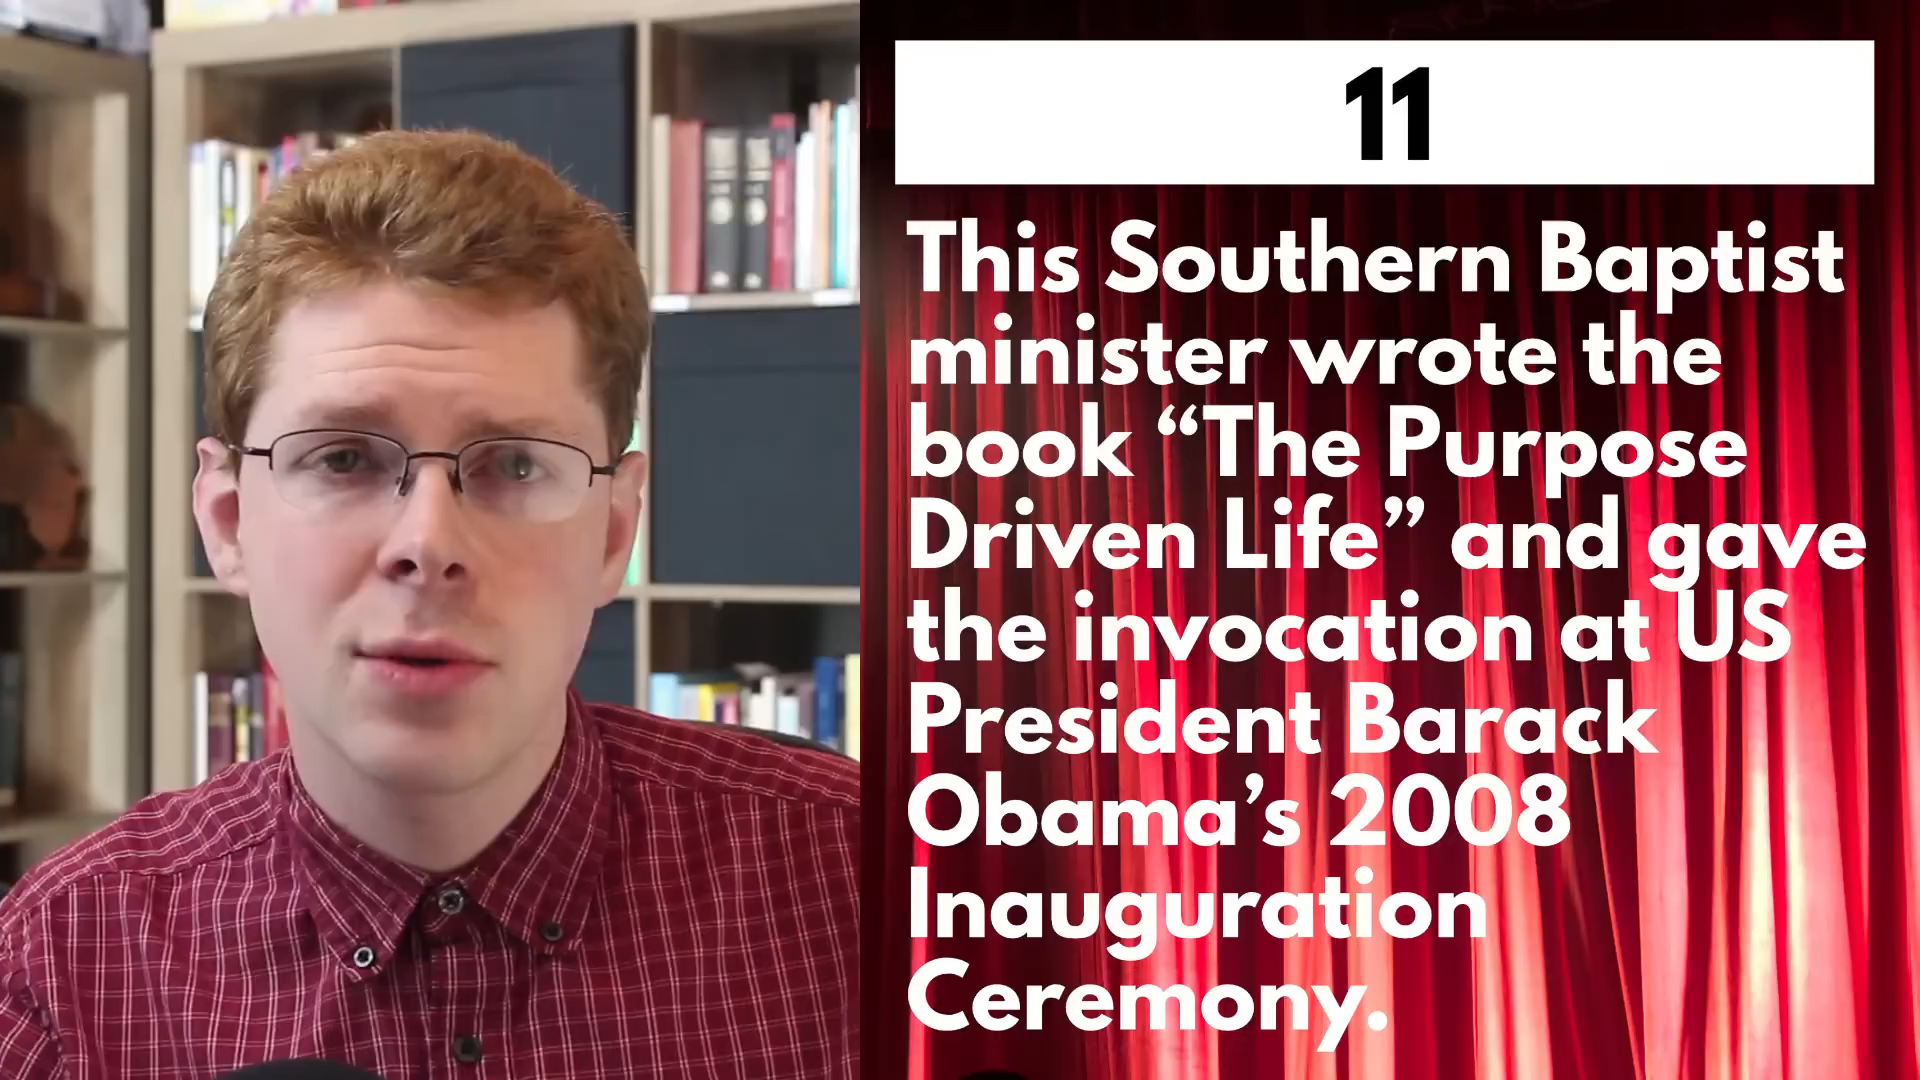 11
This Southern Baptist
minister wrote the
book “The Purpose
Driven Life” and gave
the invocation at US
President Barack
Obama’s 2008
Inauguration
Ceremony.